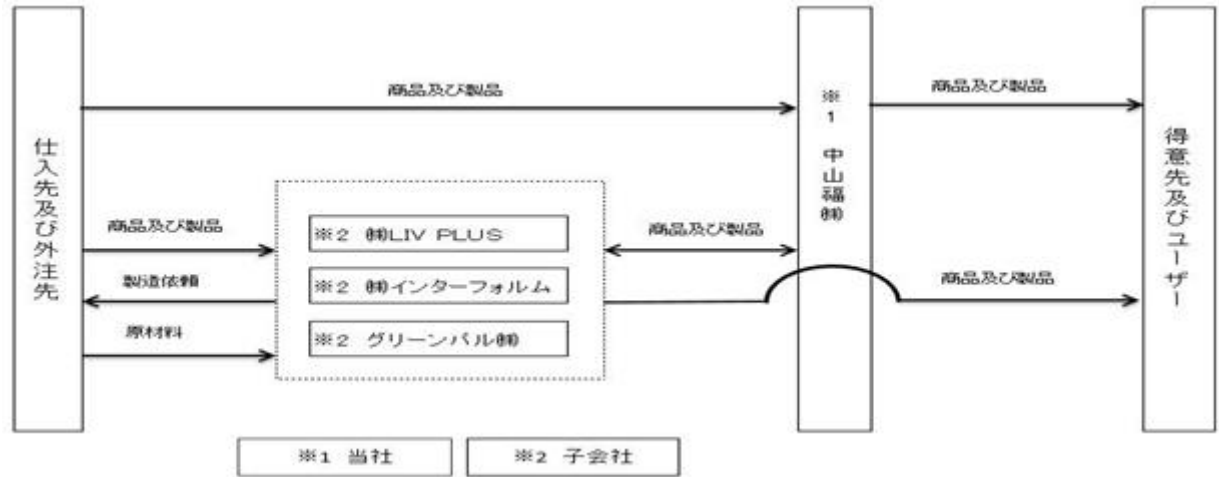 仕入先及び外注先
商品及び製品
※1 中山福㈱
商品及び製品
得意先及びユーザー
商品及び製品
製造依頼
原材料
※2 ㈱LIV PLUS
※2 ㈱インターフォルム
※2 グリーンパル㈱
商品及び製品
商品及び製品
※1 当社
※2 子会社